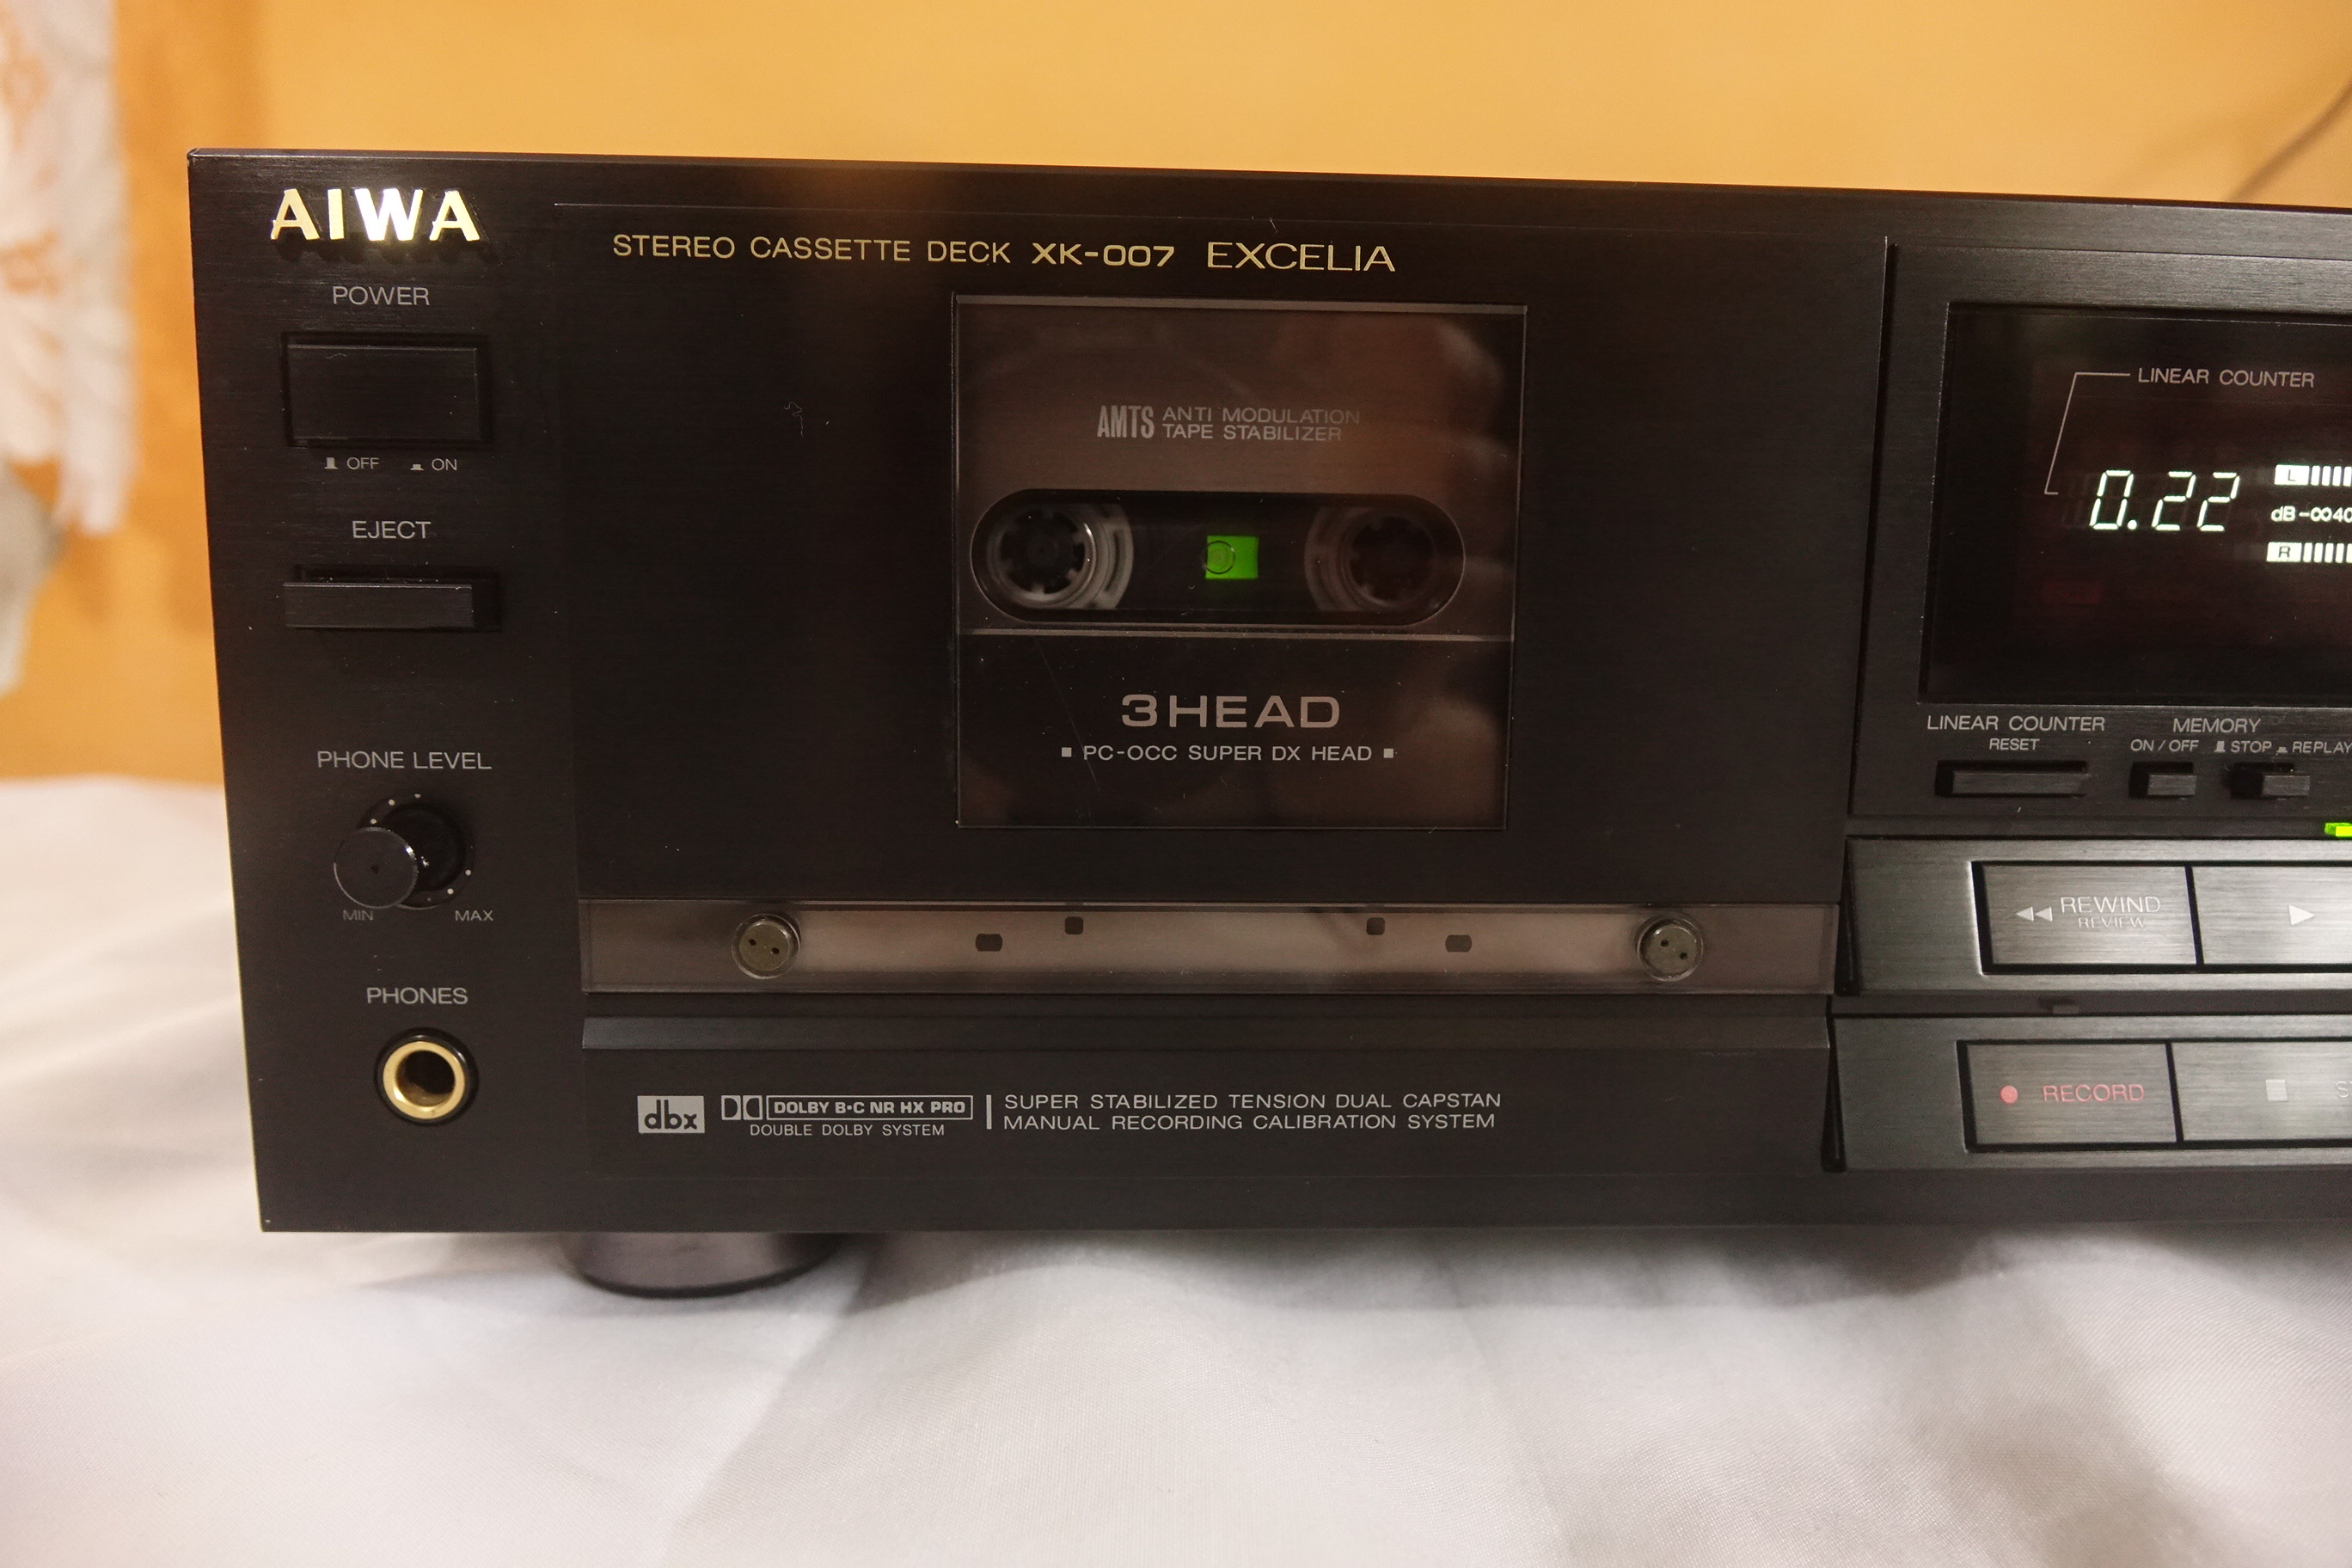 AIWA
STEREO CASSETTE DECK XK-007 EXCELIA
POWER
OFF ON
EJECT
PHONE LEVEL
MIN MAX
PHONES
AMTS ANTI MODULATION
TAPE STABILIZER
3HEAD
PC-OCC SUPER DX HEAD
dbx
DOLBY B·C NR HX PRO
DOUBLE DOLBY SYSTEM
SUPER STABILIZED TENSION DUAL CAPSTAN
MANUAL RECORDING CALIBRATION SYSTEM
LINEAR COUNTER
0.22
L
dB -∞40
R
LINEAR COUNTER
RESET
MEMORY
ON / OFF STOP REPLAY
REWIND
REVIEW
RECORD